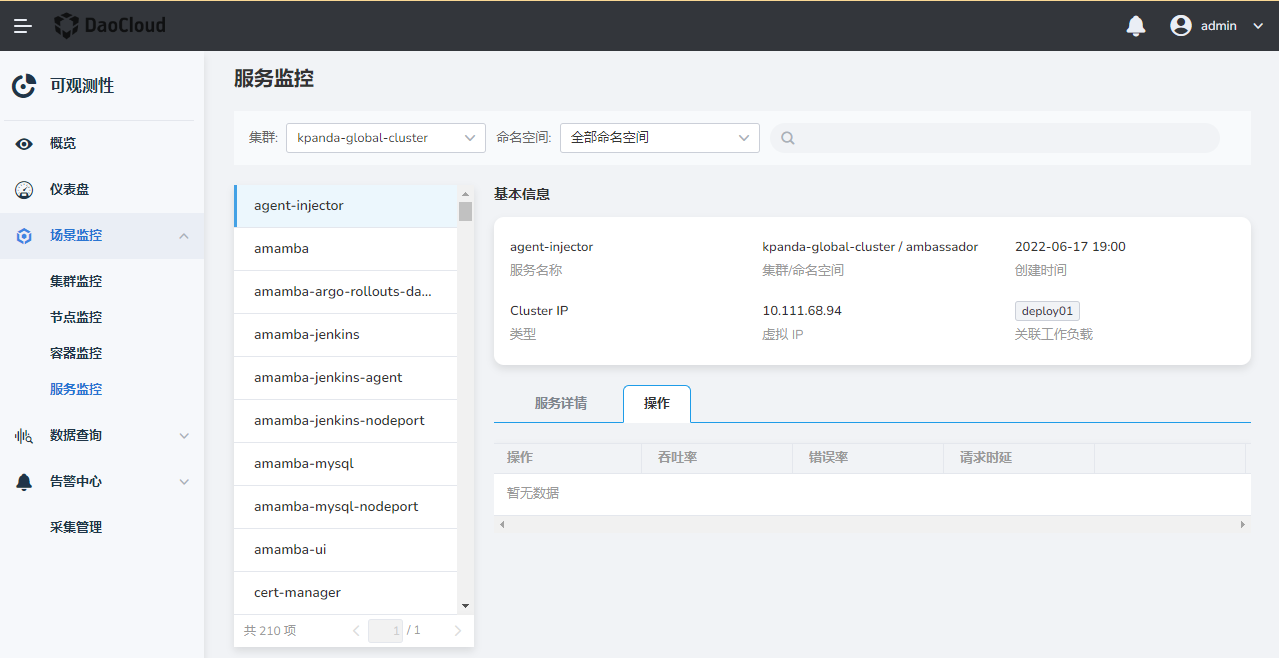 DaoCloud
admin
可观测性
概览
仪表盘
场景监控
集群监控
节点监控
容器监控
服务监控
数据查询
告警中心
采集管理
服务监控
集群: kpanda-global-cluster 命名空间: 全部命名空间
agent-injector
amamba
amamba-argo-rollouts-da...
amamba-jenkins
amamba-jenkins-agent
amamba-jenkins-nodeport
amamba-mysql
amamba-mysql-nodeport
amamba-ui
cert-manager
共 210 项 1 / 1
基本信息
agent-injector kpanda-global-cluster / ambassador 2022-06-17 19:00
服务名称 集群/命名空间 创建时间
Cluster IP 10.111.68.94 deploy01
类型 虚拟 IP 关联工作负载
服务详情 操作
操作 吞吐率 错误率 请求时延
暂无数据